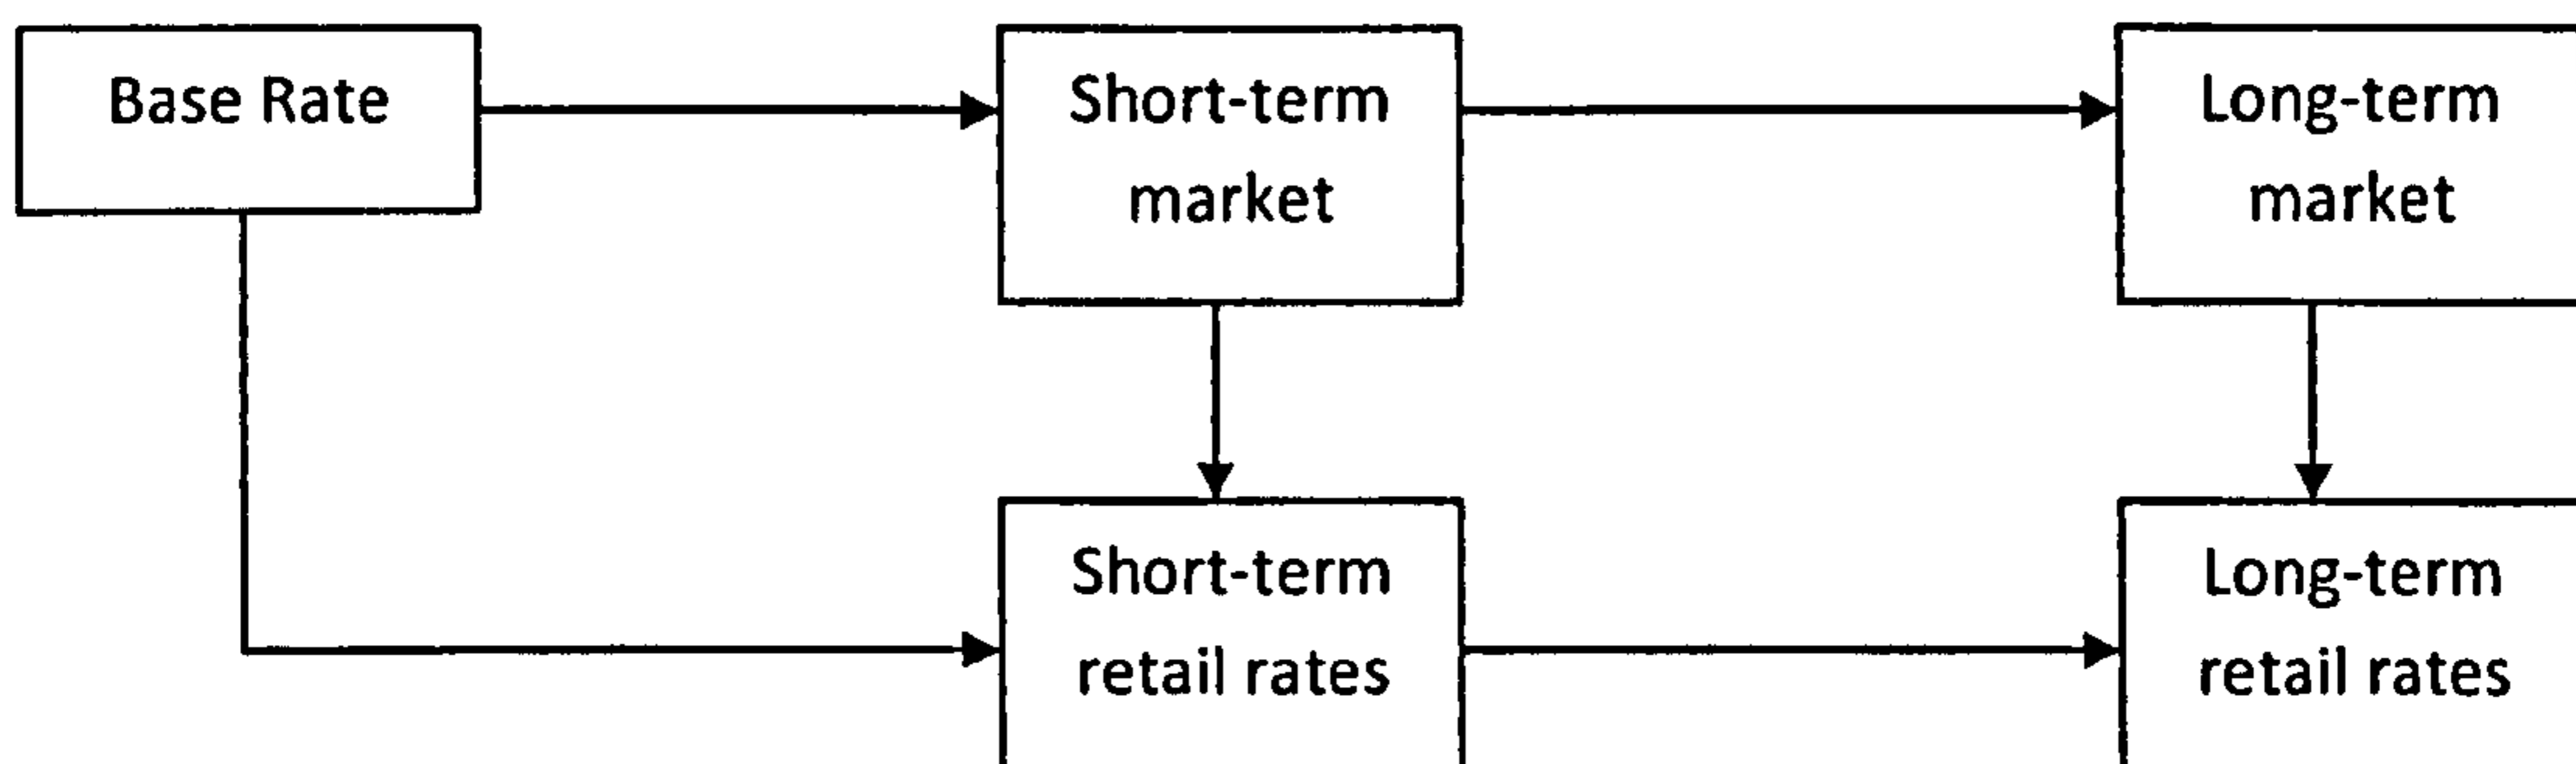 Base Rate
Short-term
market
Long-term
market
Short-term
retail rates
Long-term
retail rates